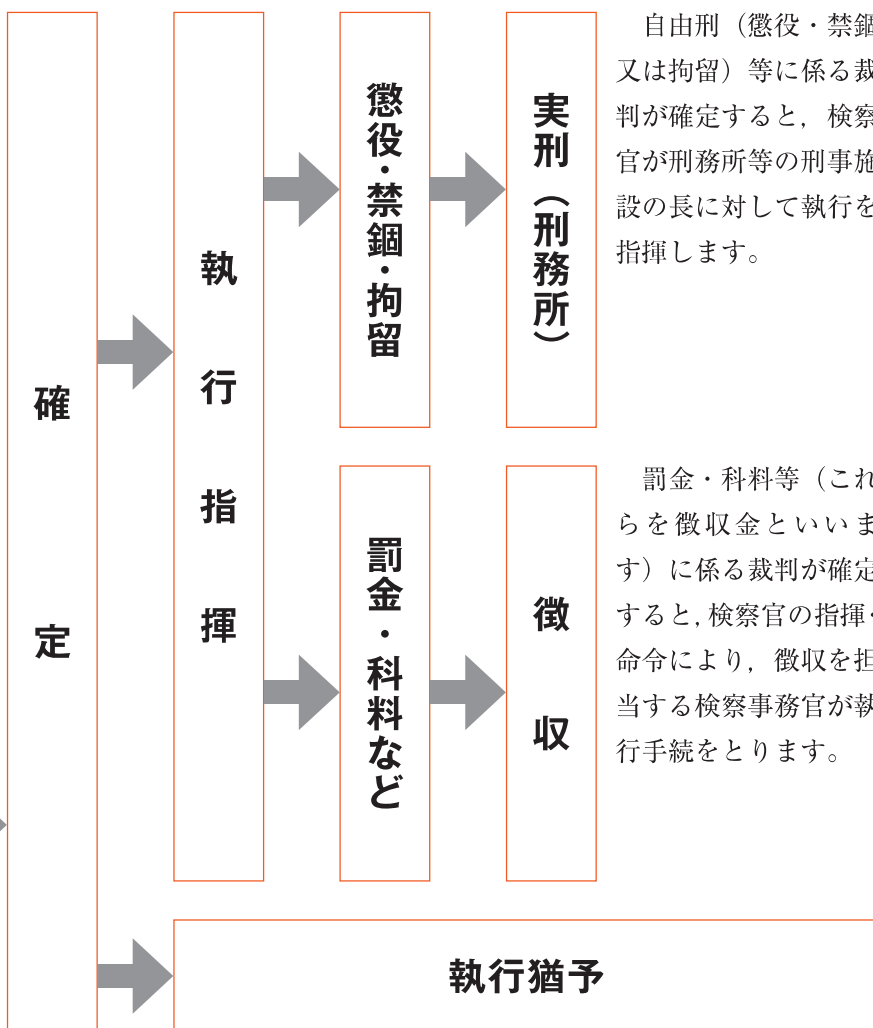 確定
執行指揮
懲役・禁錮・拘留
実刑（刑務所）
自由刑（懲役・禁錮
又は拘留）等に係る裁
判が確定すると，検察
官が刑務所等の刑事施
設の長に対して執行を
指揮します。
罰金・科料など
徴収
罰金・科料等（これ
らを徴収金といいま
す）に係る裁判が確定
すると，検察官の指揮・
命令により，徴収を担
当する検察事務官が執
行手続をとります。
執行猶予